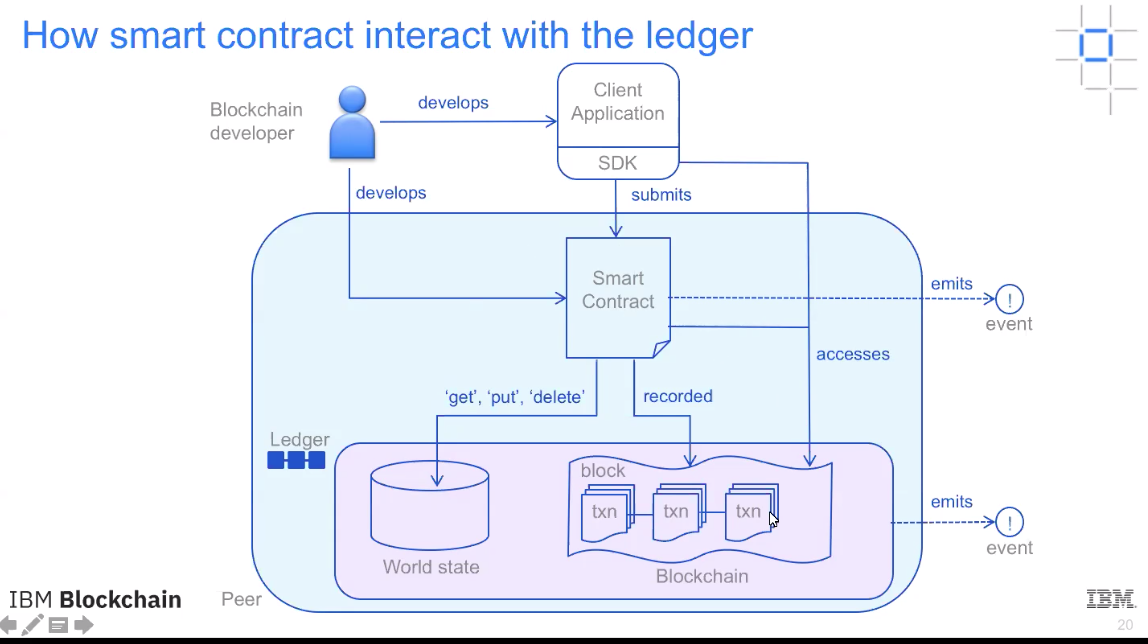 How smart contract interact with the ledger
Blockchain
developer
develops
Client
Application
SDK
develops
submits
Smart
Contract
emits
event
accesses
'get', 'put', 'delete'
recorded
Ledger
block
txn
txn
txn
emits
event
World state
Blockchain
IBM Blockchain
Peer
IBM
20